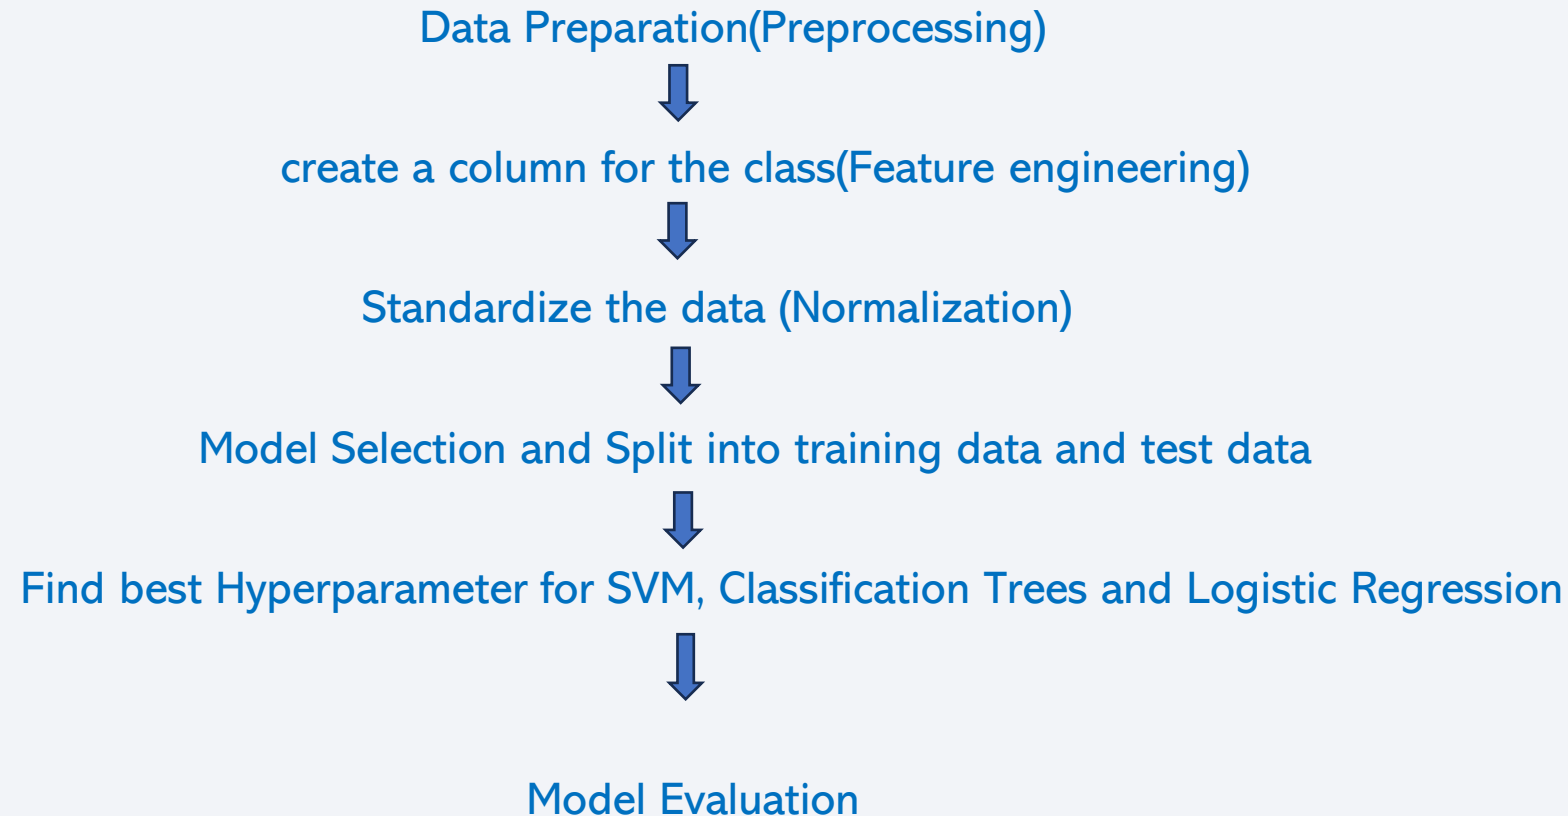 Data Preparation(Preprocessing)
create a column for the class(Feature engineering)
Standardize the data (Normalization)
Model Selection and Split into training data and test data
Find best Hyperparameter for SVM, Classification Trees and Logistic Regression
Model Evaluation